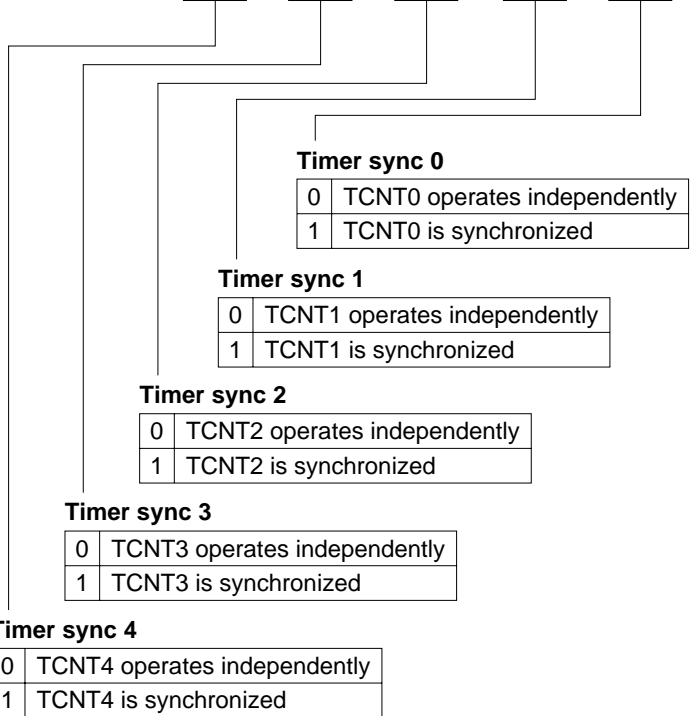 Timer sync 0
0 TCNT0 operates independently
1 TCNT0 is synchronized
Timer sync 1
0 TCNT1 operates independently
1 TCNT1 is synchronized
Timer sync 2
0 TCNT2 operates independently
1 TCNT2 is synchronized
Timer sync 3
0 TCNT3 operates independently
1 TCNT3 is synchronized
Timer sync 4
0 TCNT4 operates independently
1 TCNT4 is synchronized